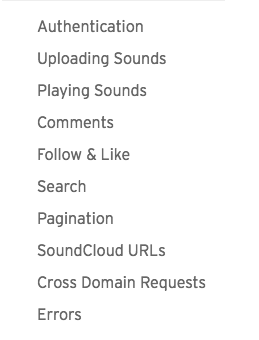 Authentication
Uploading Sounds
Playing Sounds
Comments
Follow & Like
Search
Pagination
SoundCloud URLs
Cross Domain Requests
Errors